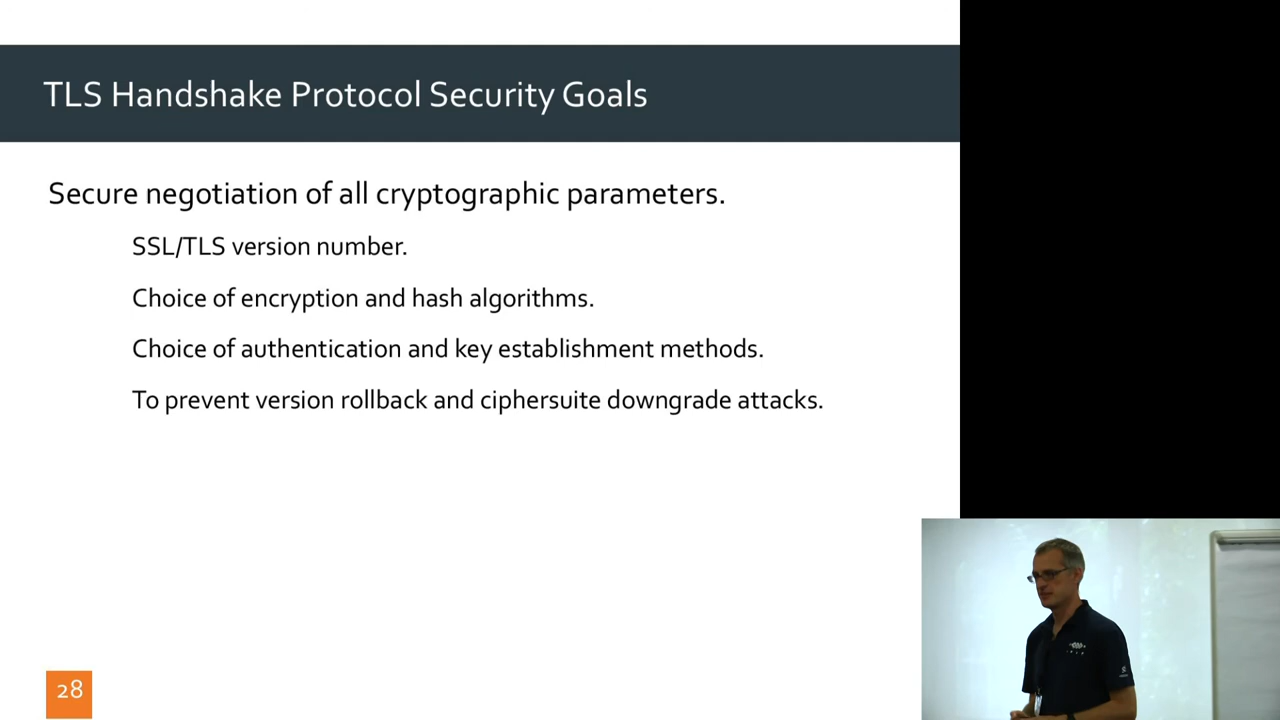 TLS Handshake Protocol Security Goals
Secure negotiation of all cryptographic parameters.
SSL/TLS version number.
Choice of encryption and hash algorithms.
Choice of authentication and key establishment methods.
To prevent version rollback and ciphersuite downgrade attacks.
28